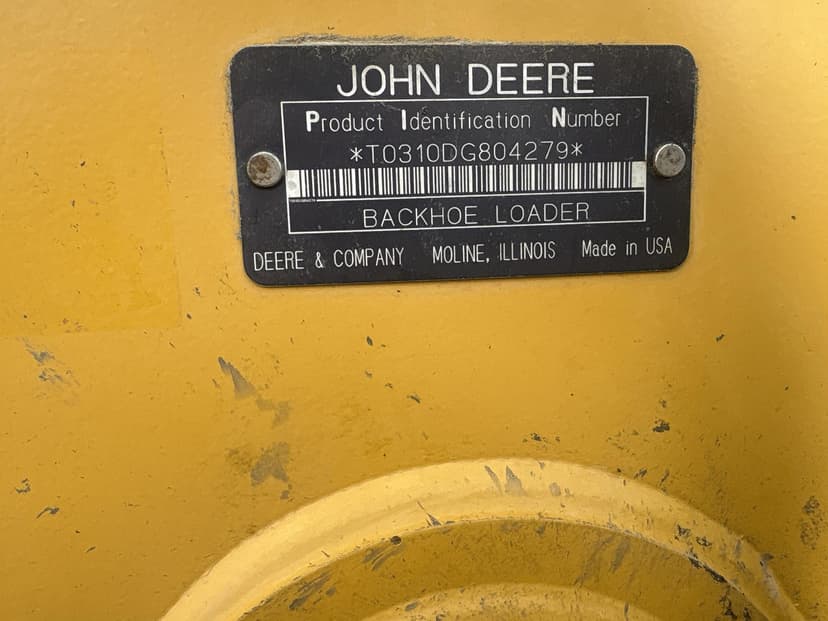 JOHN DEERE
Product Identification Number
*T0310DG804279*
BACKHOE LOADER
DEERE & COMPANY MOLINE, ILLINOIS Made in USA